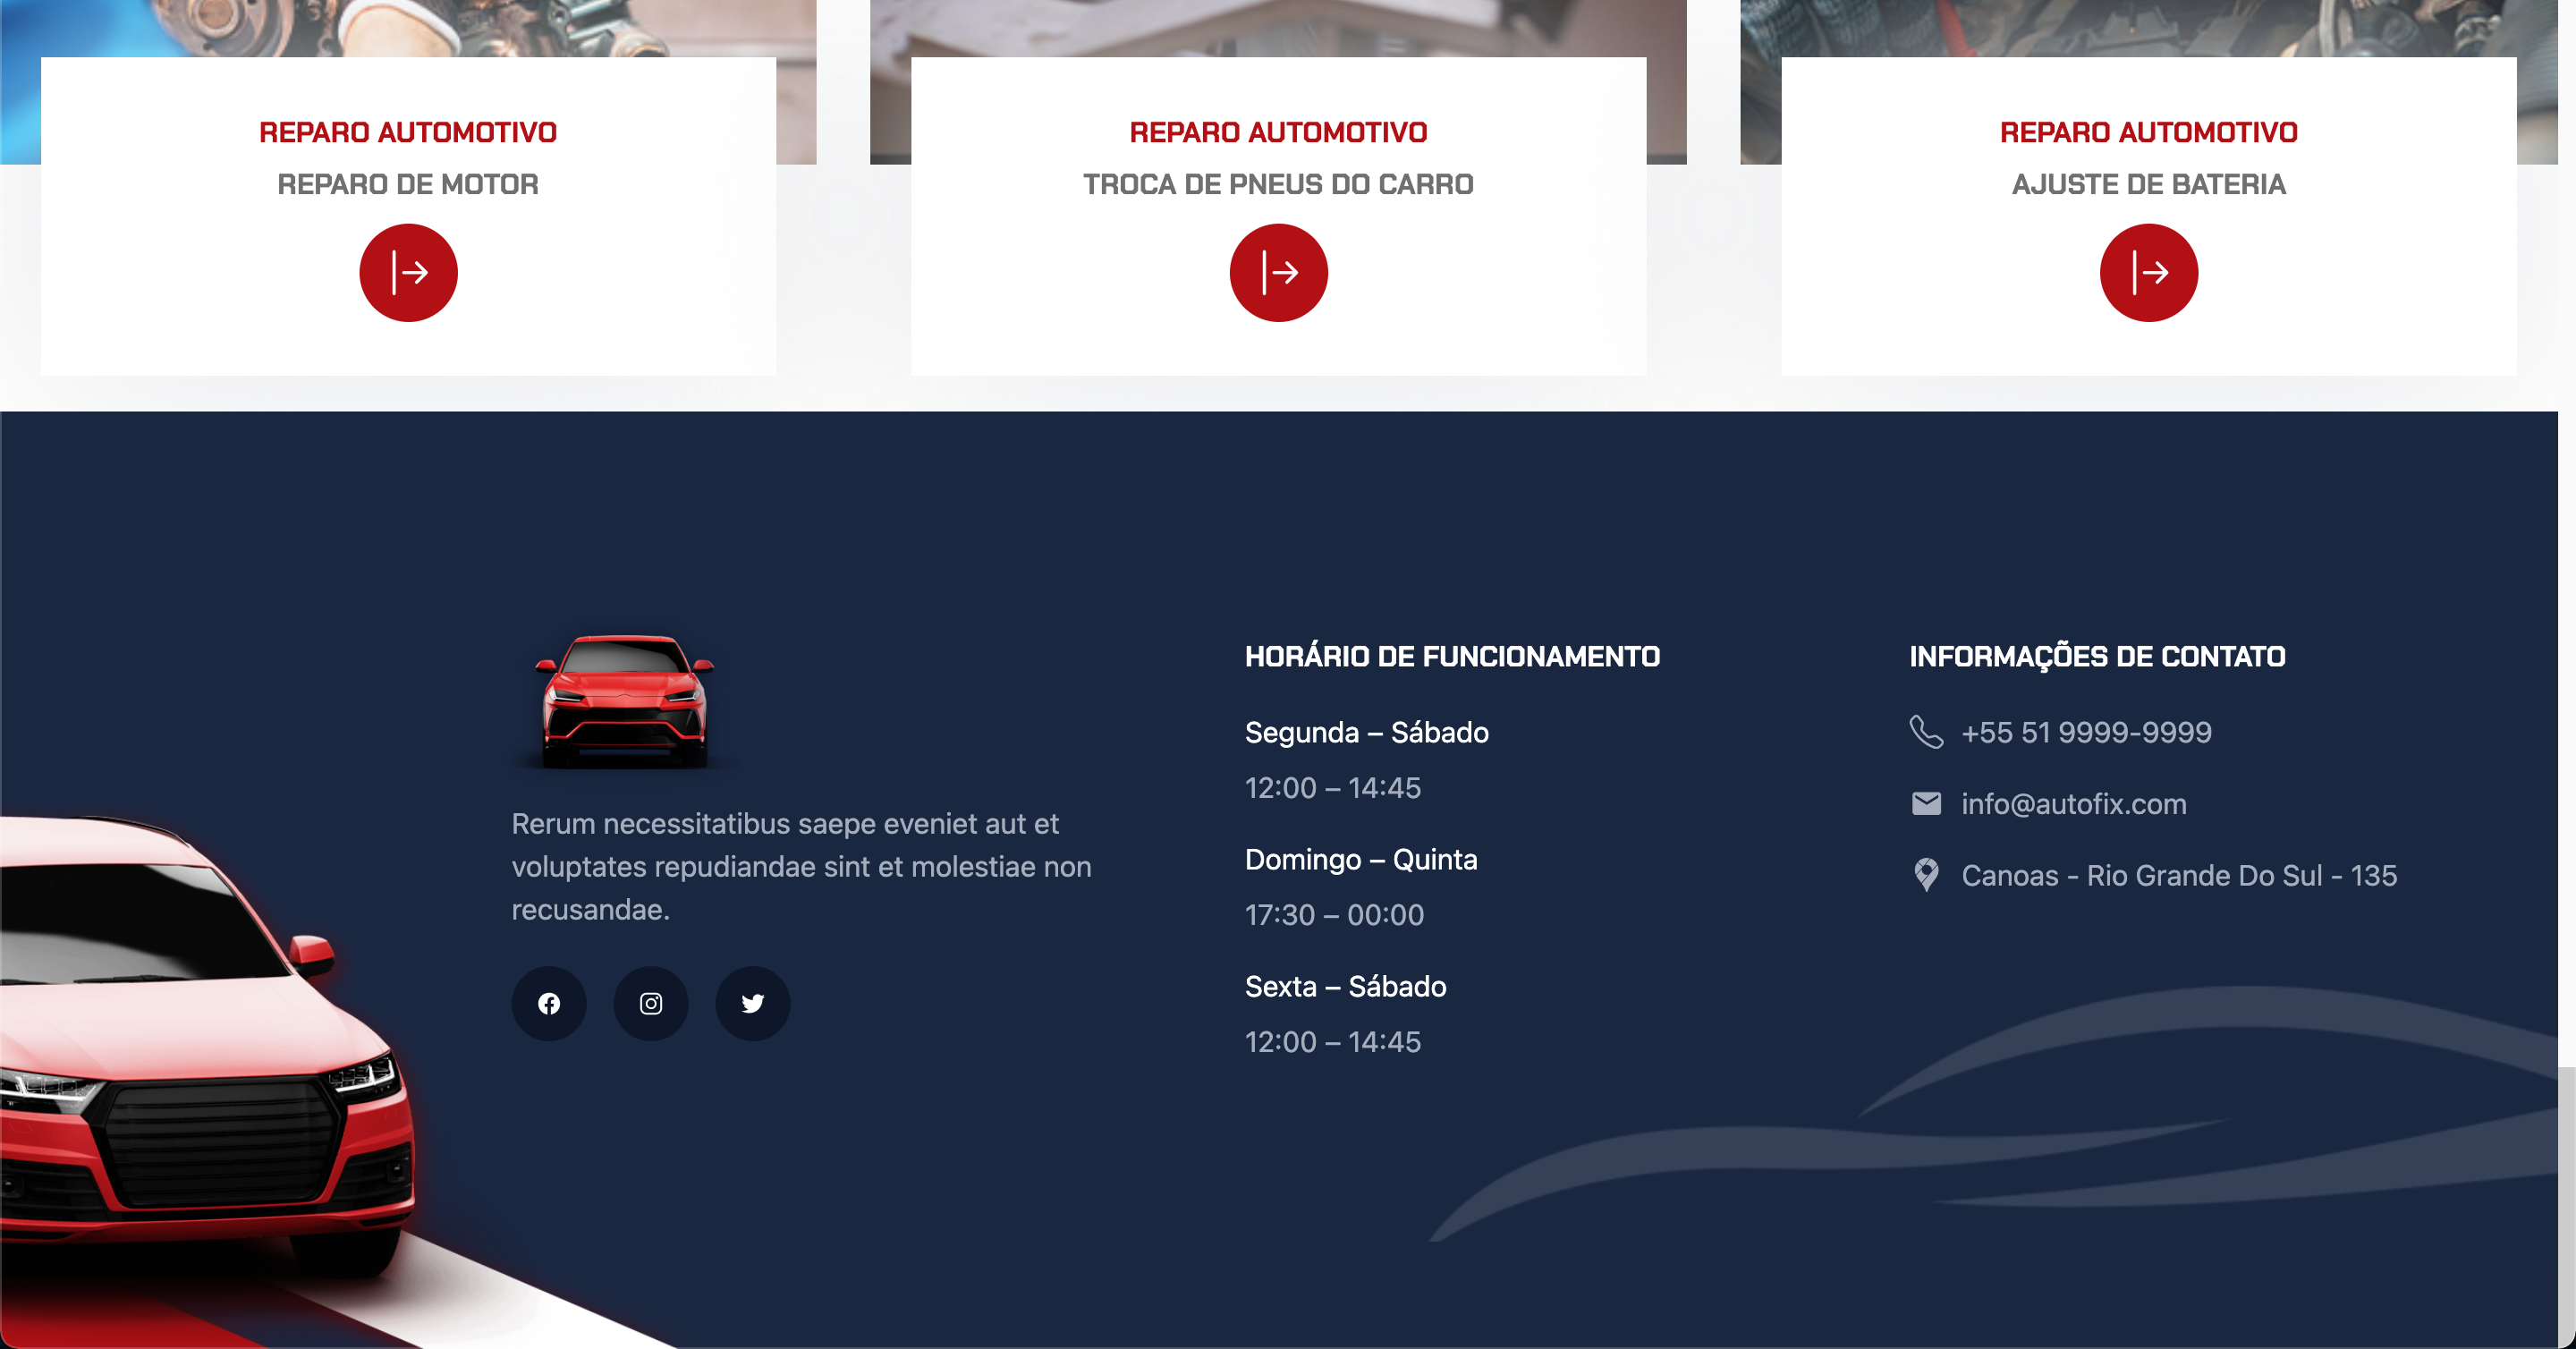 REPARO AUTOMOTIVO
REPARO DE MOTOR
REPARO AUTOMOTIVO
TROCA DE PNEUS DO CARRO
REPARO AUTOMOTIVO
AJUSTE DE BATERIA
Rerum necessitatibus saepe eveniet aut et
voluptates repudiandae sint et molestiae non
recusandae.
HORÁRIO DE FUNCIONAMENTO
Segunda – Sábado
12:00 – 14:45
Domingo – Quinta
17:30 – 00:00
Sexta – Sábado
12:00 – 14:45
INFORMAÇÕES DE CONTATO
+55 51 9999-9999
info@autofix.com
Canoas - Rio Grande Do Sul - 135